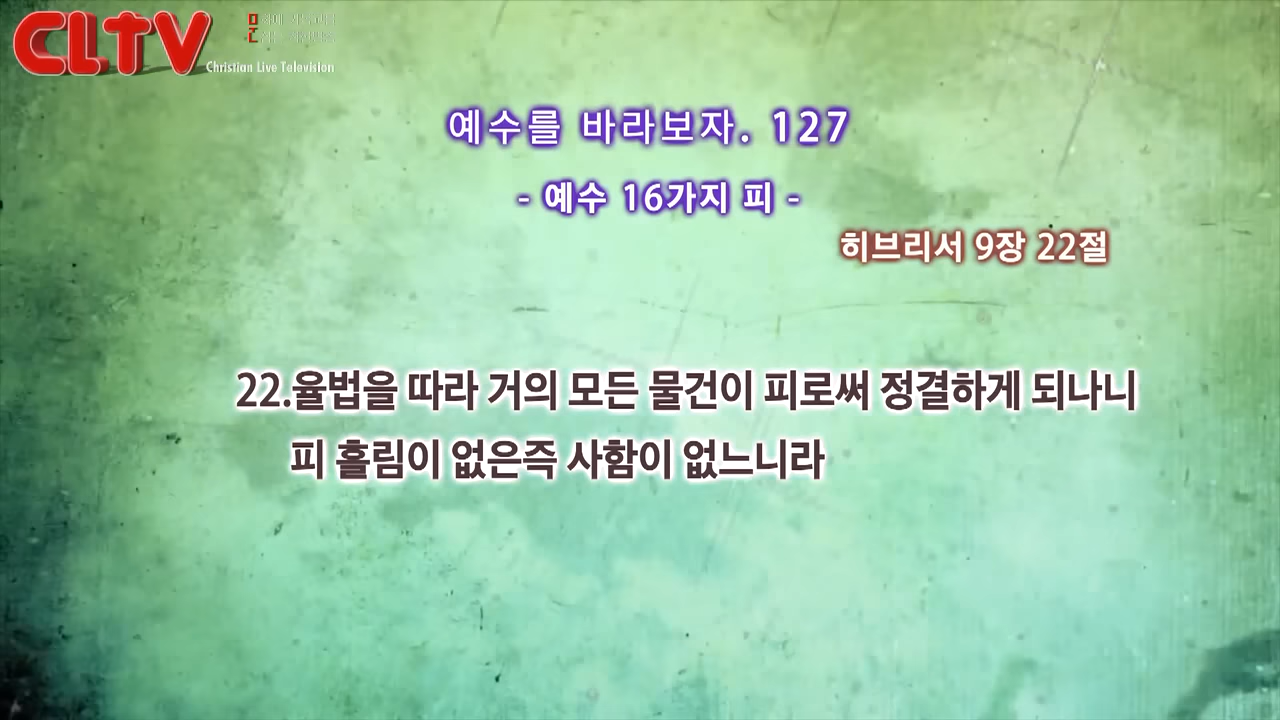 CLTV
Christian Live Television
예수를 바라보자. 127
- 예수 16가지 피 -
히브리서 9장 22절
22.율법을 따라 거의 모든 물건이 피로써 정결하게 되나니
피 흘림이 없은즉 사함이 없느니라